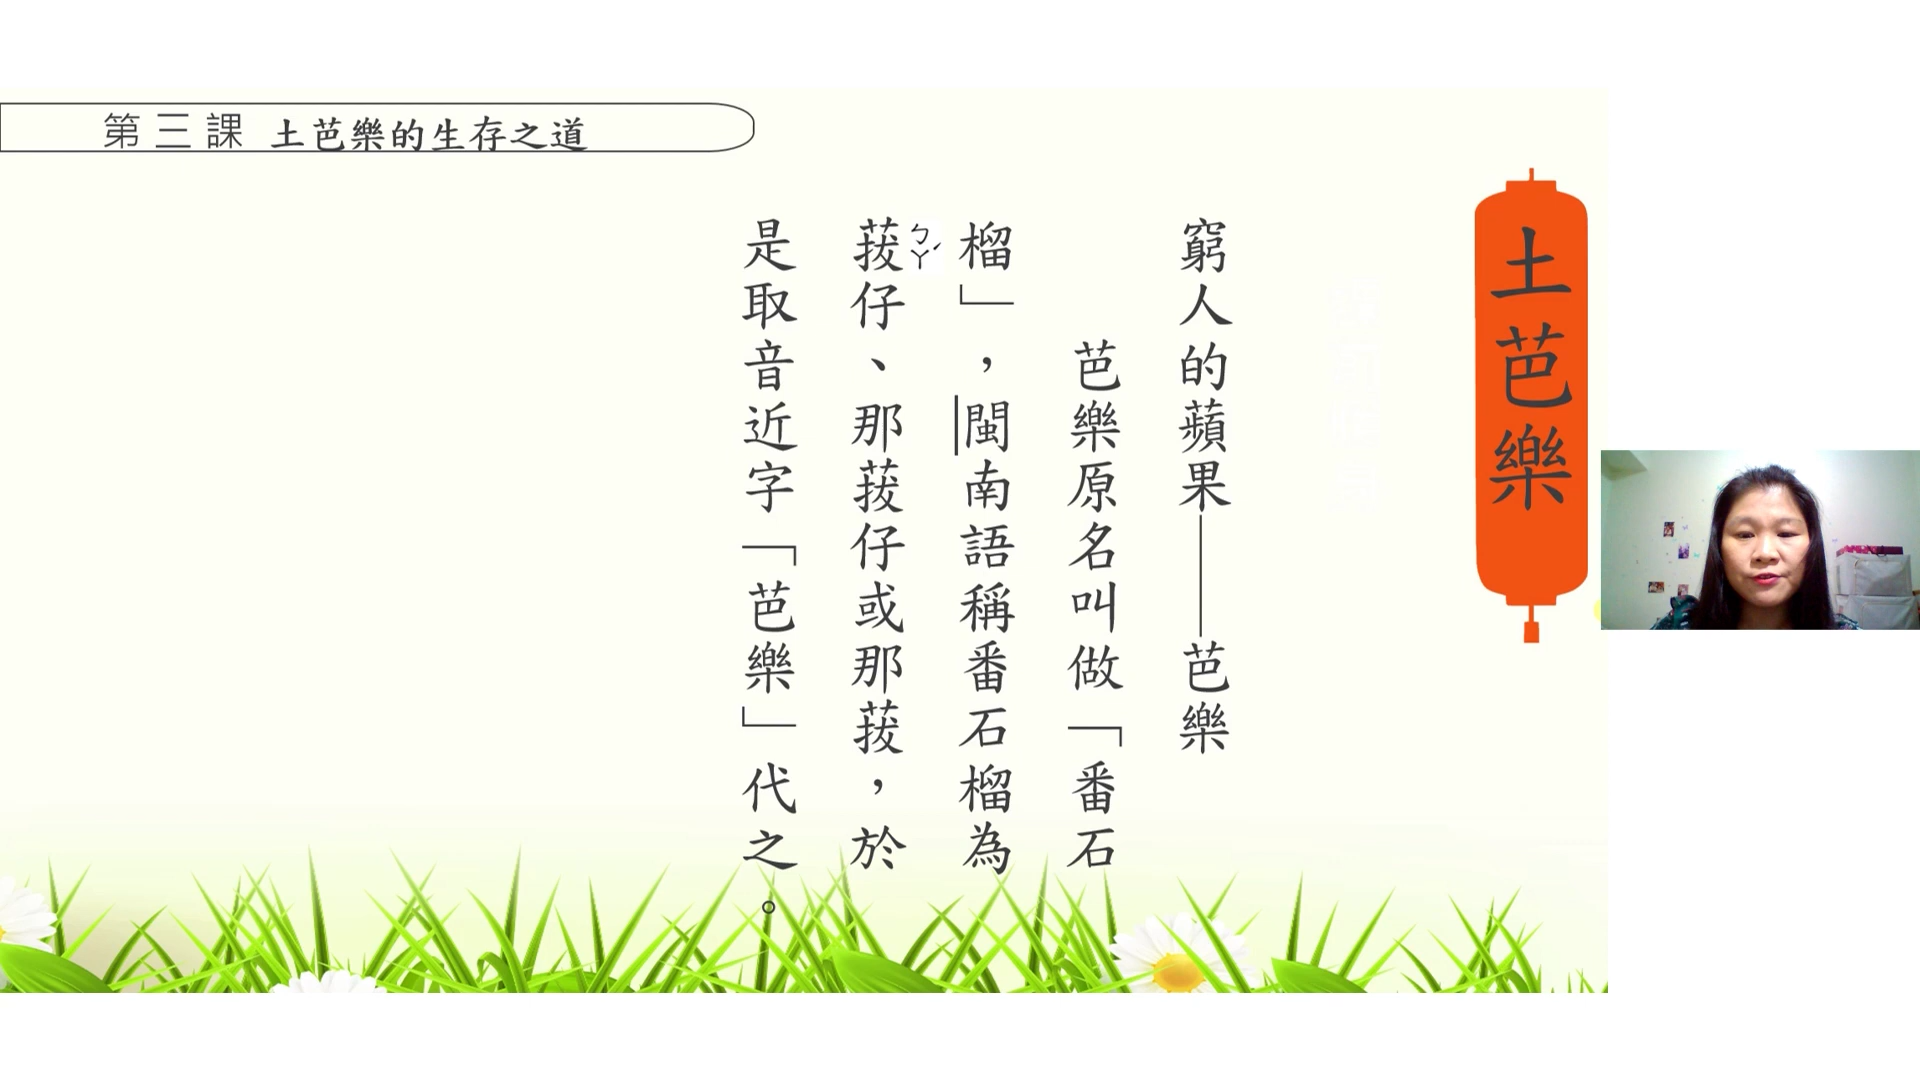 第三課 土芭樂的生存之道
土芭樂
窮人的蘋果──芭樂
芭樂原名叫做「番石
榴」，閩南語稱番石榴為
菝ㄅㄚˊ仔、那菝仔或那菝，於
是取音近字「芭樂」代之。